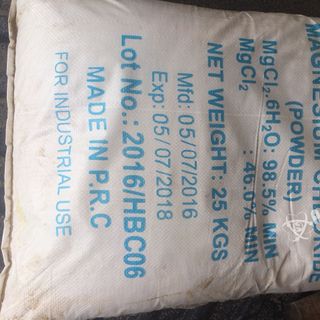 MAGNESIUM CHLORIDE
(POWDER)
MgCl₂·6H₂O: 98.5% MIN
MgCl₂ : 46.0% MIN
NET WEIGHT: 25 KGS
Mfd: 05/07/2016
Exp: 05/07/2018
Lot No.: 2016/HBC06
MADE IN P.R.C
FOR INDUSTRIAL USE